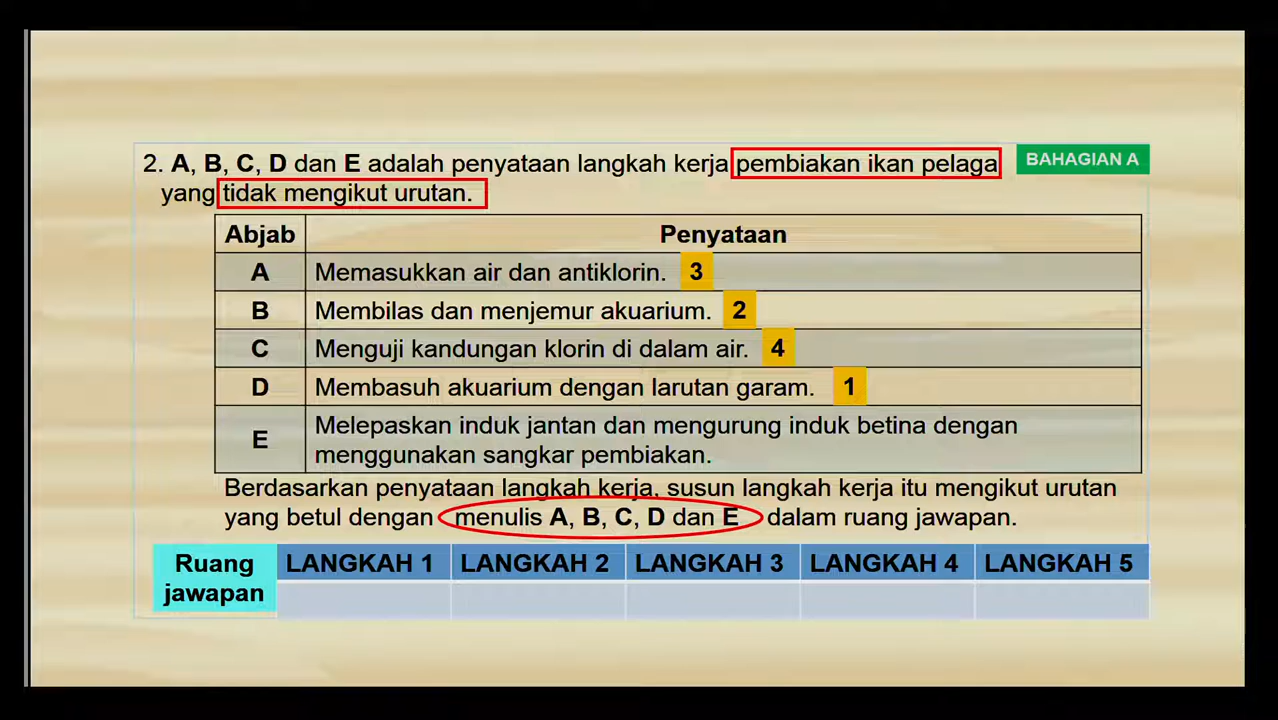 2. A, B, C, D dan E adalah penyataan langkah kerja pembiakan ikan pelaga
BAHAGIAN A
yang tidak mengikut urutan.
Abjab Penyataan
A Memasukkan air dan antiklorin. 3
B Membilas dan menjemur akuarium. 2
C Menguji kandungan klorin di dalam air. 4
D Membasuh akuarium dengan larutan garam. 1
E Melepaskan induk jantan dan mengurung induk betina dengan
menggunakan sangkar pembiakan.
Berdasarkan penyataan langkah kerja, susun langkah kerja itu mengikut urutan
yang betul dengan menulis A, B, C, D dan E dalam ruang jawapan.
Ruang LANGKAH 1 LANGKAH 2 LANGKAH 3 LANGKAH 4 LANGKAH 5
jawapan